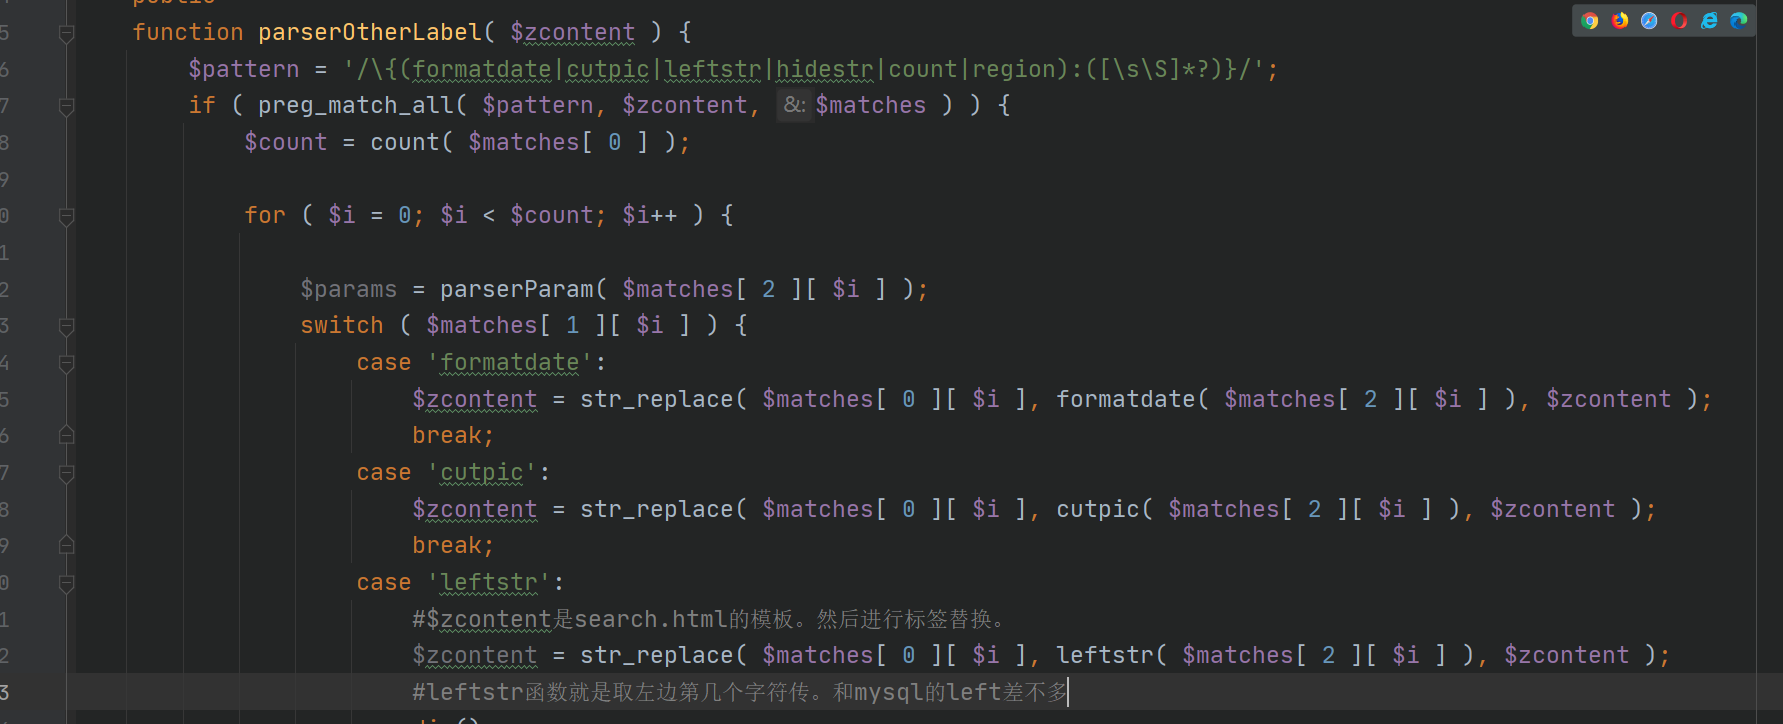 public
5 function parserOtherLabel( $zcontent ) {
6 $pattern = '/\{(formatdate|cutpic|leftstr|hidestr|count|region):([\s\S]*?)}/';
7 if ( preg_match_all( $pattern, $zcontent, &:$matches ) ) {
8 $count = count( $matches[ 0 ] );
9
0 for ( $i = 0; $i < $count; $i++ ) {
1
2 $params = parserParam( $matches[ 2 ][ $i ] );
3 switch ( $matches[ 1 ][ $i ] ) {
4 case 'formatdate':
5 $zcontent = str_replace( $matches[ 0 ][ $i ], formatdate( $matches[ 2 ][ $i ] ), $zcontent );
6 break;
7 case 'cutpic':
8 $zcontent = str_replace( $matches[ 0 ][ $i ], cutpic( $matches[ 2 ][ $i ] ), $zcontent );
9 break;
0 case 'leftstr':
1 #$zcontent是search.html的模板。然后进行标签替换。
2 $zcontent = str_replace( $matches[ 0 ][ $i ], leftstr( $matches[ 2 ][ $i ] ), $zcontent );
3 #leftstr函数就是取左边第几个字符传。和mysql的left差不多